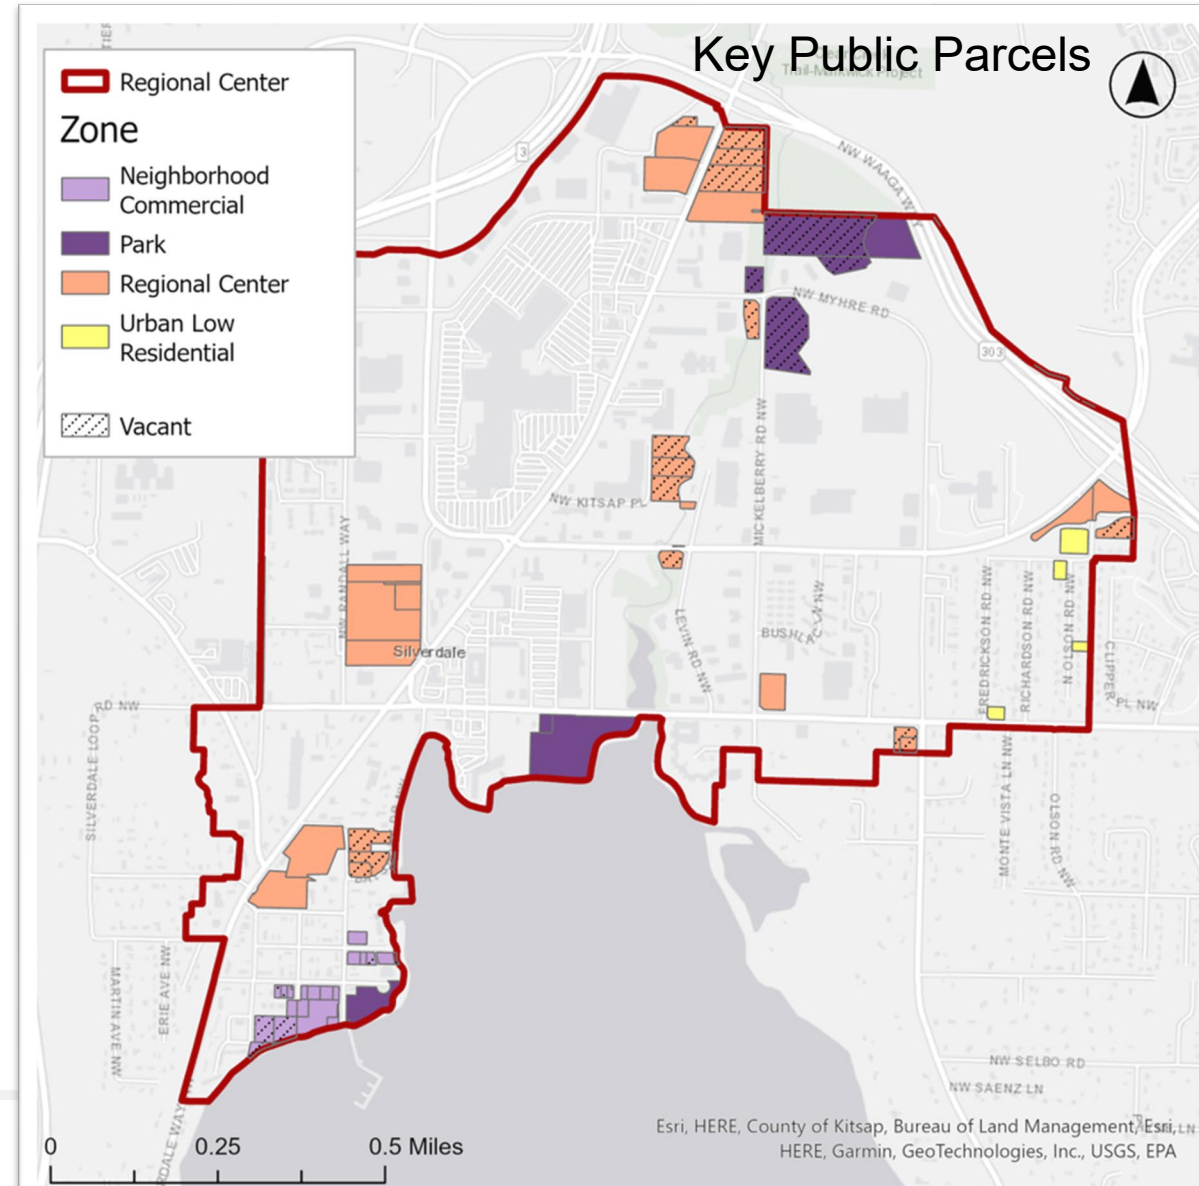 Key Public Parcels
Regional Center
Zone
Neighborhood
Commercial
Park
Regional Center
Urban Low
Residential
Vacant
3
NW WAAGA
NW MYHRE RD
303
MICKELBERRY RD NW
NW KITSAP PL
NW RANDALL WAY
Silverdale
LEVIN RD NW
FREDRICKSON RD NW
RICHARDSON RD NW
N OLSON RD NW
CLIPPER
PL NW
RD NW
SILVERDALE LOOP
MONTE VISTA LN NW
OLSON RD NW
MARTIN AVE NW
ERIE AVE NW
NW SELBO RD
NW SAENZ LN
Esri, HERE, County of Kitsap, Bureau of Land Management, Esri,
HERE, Garmin, GeoTechnologies, Inc., USGS, EPA
0 0.25 0.5 Miles